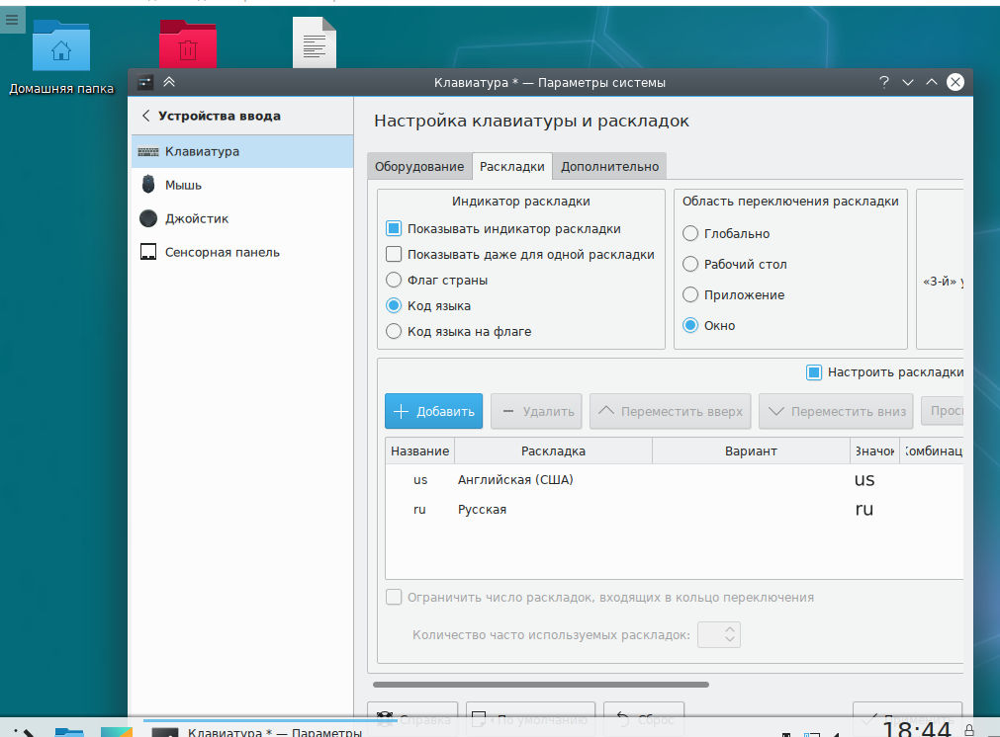 Домашняя папка
Клавиатура * — Параметры системы
Устройства ввода
Клавиатура
Мышь
Джойстик
Сенсорная панель
Настройка клавиатуры и раскладок
Оборудование Раскладки Дополнительно
Индикатор раскладки
Показывать индикатор раскладки
Показывать даже для одной раскладки
Флаг страны
Код языка
Код языка на флаге
Область переключения раскладки
Глобально
Рабочий стол
Приложение
Окно
«3-й» у
Настроить раскладки
Добавить Удалить Переместить вверх Переместить вниз Прос
Название Раскладка Вариант Значок Комбинац
us Английская (США) us
ru Русская ru
Ограничить число раскладок, входящих в кольцо переключения
Количество часто используемых раскладок:
Справка По умолчанию Сброс Применить
Клавиатура * — Параметры 18:44